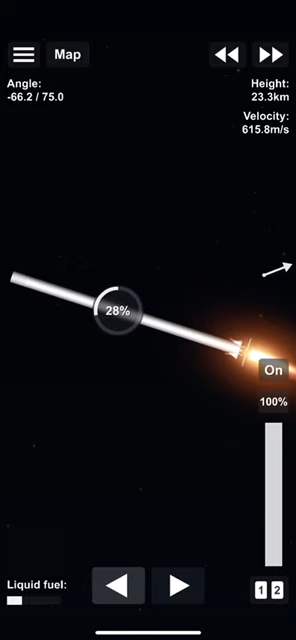 Map
Angle:
-66.2 / 75.0
Height:
23.3km
Velocity:
615.8m/s
28%
On
100%
Liquid fuel:
1 2